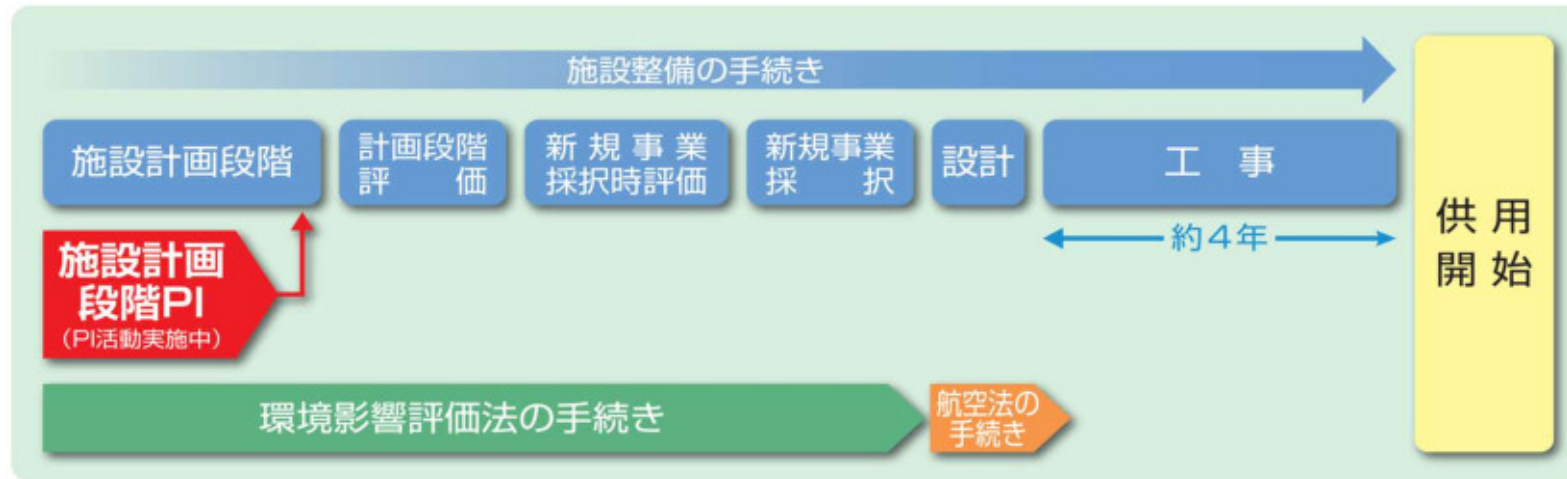 施設整備の手続き
施設計画段階
計画段階
評価
新規事業
採択時評価
新規事業
採択
設計
工事
約4年
供用
開始
施設計画
段階PI
(PI活動実施中)
環境影響評価法の手続き
航空法の
手続き